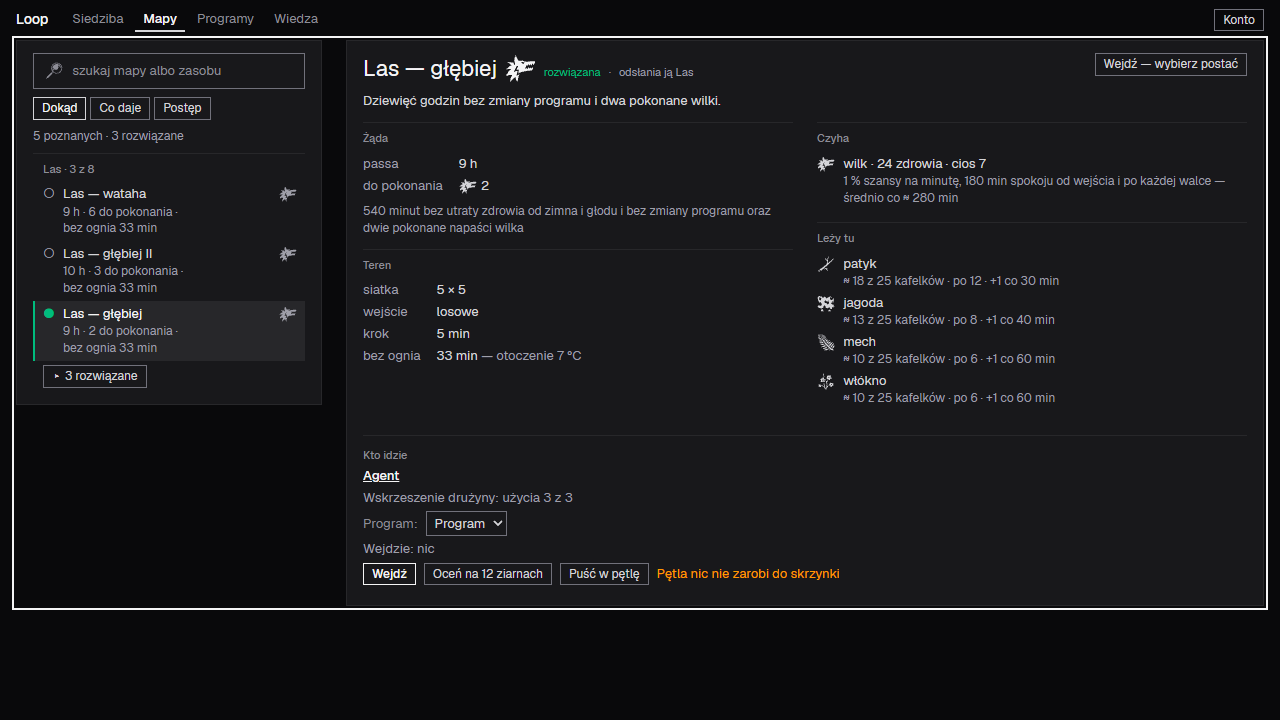 Loop Siedziba Mapy Programy Wiedza Konto
szukaj mapy albo zasobu
Dokąd Co daje Postęp
5 poznanych · 3 rozwiązane
Las · 3 z 8
Las — wataha
9 h · 6 do pokonania ·
bez ognia 33 min
Las — głębiej II
10 h · 3 do pokonania ·
bez ognia 33 min
Las — głębiej
9 h · 2 do pokonania ·
bez ognia 33 min
▸ 3 rozwiązane
Las — głębiej rozwiązana · odsłania ją Las
Wejdź — wybierz postać
Dziewięć godzin bez zmiany programu i dwa pokonane wilki.
Żąda
passa 9 h
do pokonania 2
540 minut bez utraty zdrowia od zimna i głodu i bez zmiany programu oraz
dwie pokonane napaści wilka
Teren
siatka 5 × 5
wejście losowe
krok 5 min
bez ognia 33 min — otoczenie 7 °C
Czyha
wilk · 24 zdrowia · cios 7
1 % szansy na minutę, 180 min spokoju od wejścia i po każdej walce —
średnio co ≈ 280 min
Leży tu
patyk
≈ 18 z 25 kafelków · po 12 · +1 co 30 min
jagoda
≈ 13 z 25 kafelków · po 8 · +1 co 40 min
mech
≈ 10 z 25 kafelków · po 6 · +1 co 60 min
włókno
≈ 10 z 25 kafelków · po 6 · +1 co 60 min
Kto idzie
Agent
Wskrzeszenie drużyny: użycia 3 z 3
Program: Program
Wejdzie: nic
Wejdź Oceń na 12 ziarnach Puść w pętlę Pętla nic nie zarobi do skrzynki